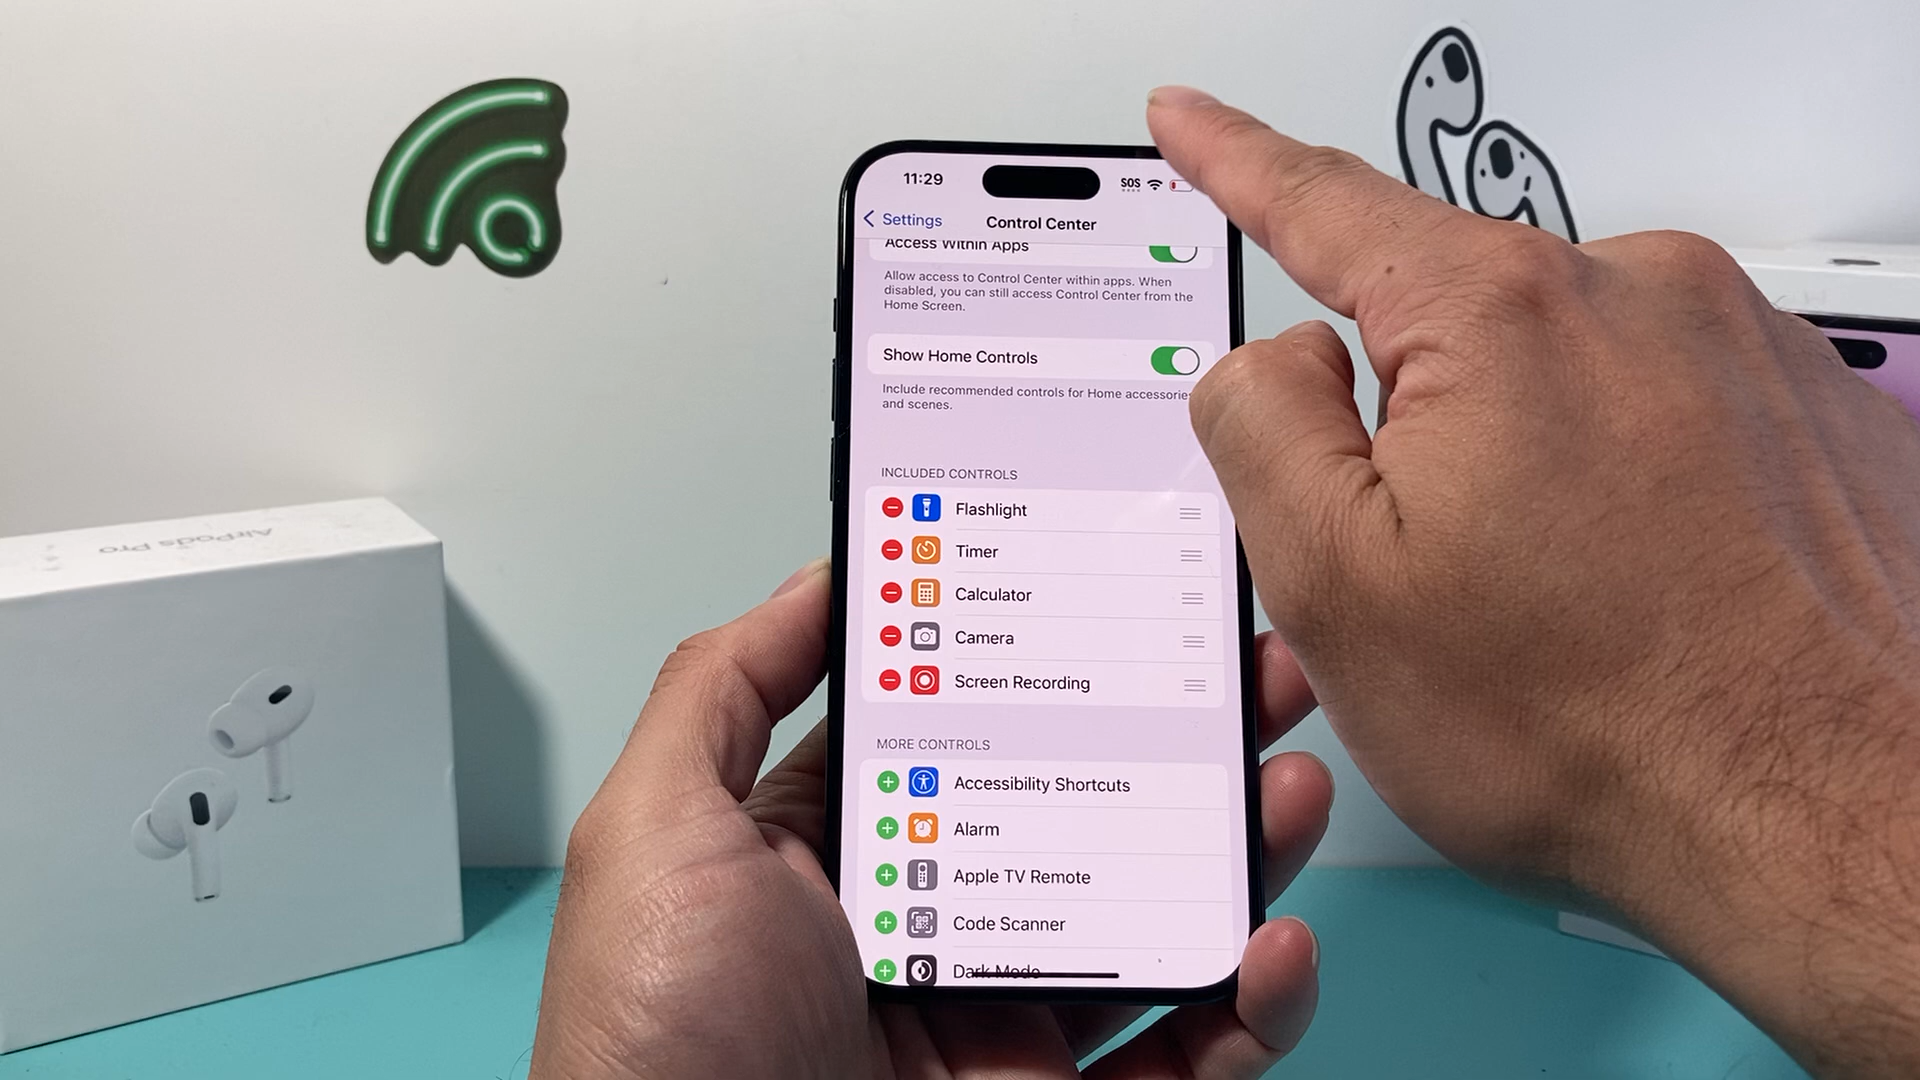 11:29
SOS
Settings
Control Center
Access Within Apps
Allow access to Control Center within apps. When
disabled, you can still access Control Center from the
Home Screen.
Show Home Controls
Include recommended controls for Home accessories
and scenes.
INCLUDED CONTROLS
Flashlight
Timer
Calculator
Camera
Screen Recording
MORE CONTROLS
Accessibility Shortcuts
Alarm
Apple TV Remote
Code Scanner
Dark Mode
AirPods Pro